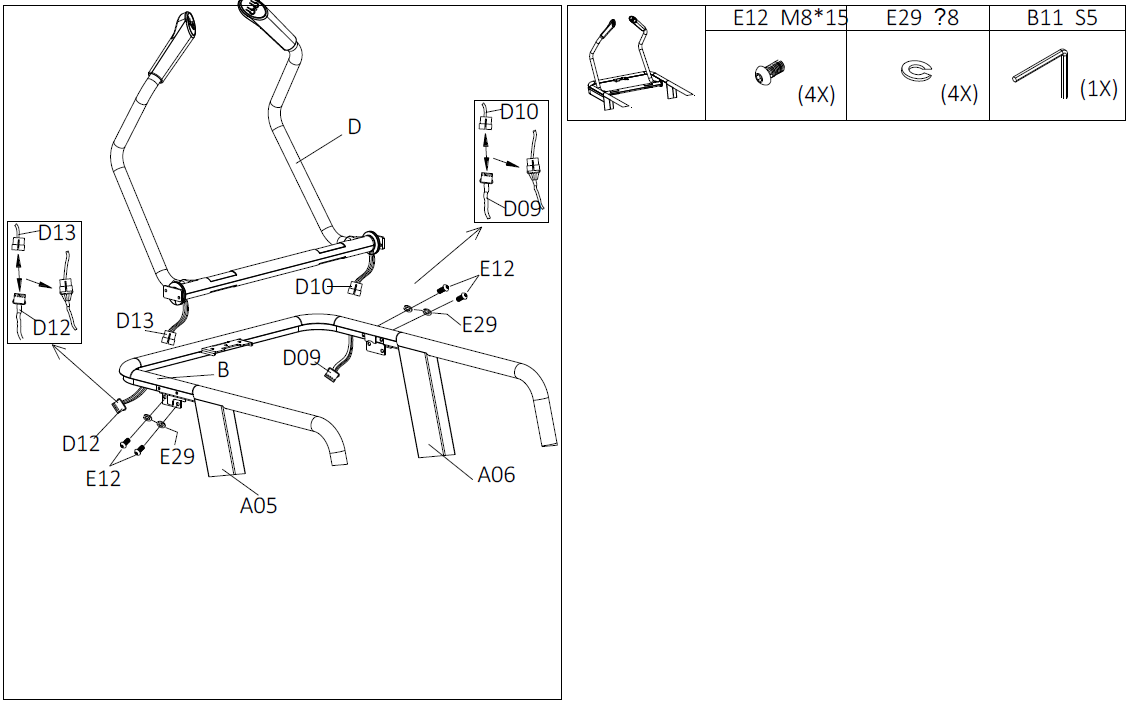 E12 M8*15
E29 ?8
B11 S5
(4X)
(4X)
(1X)
D
D10
D09
D13
D12
E12
D10
E29
D13
D09
B
D12
E29
E12
A06
A05